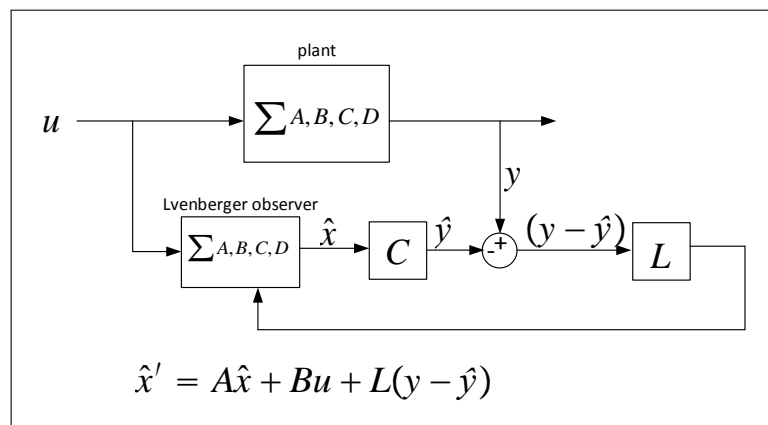 plant
u
∑ A, B, C, D
y
Lvenberger observer
∑ A, B, C, D
x̂
C
ŷ
- +
(y − ŷ)
L
x̂′ = Ax̂ + Bu + L(y − ŷ)